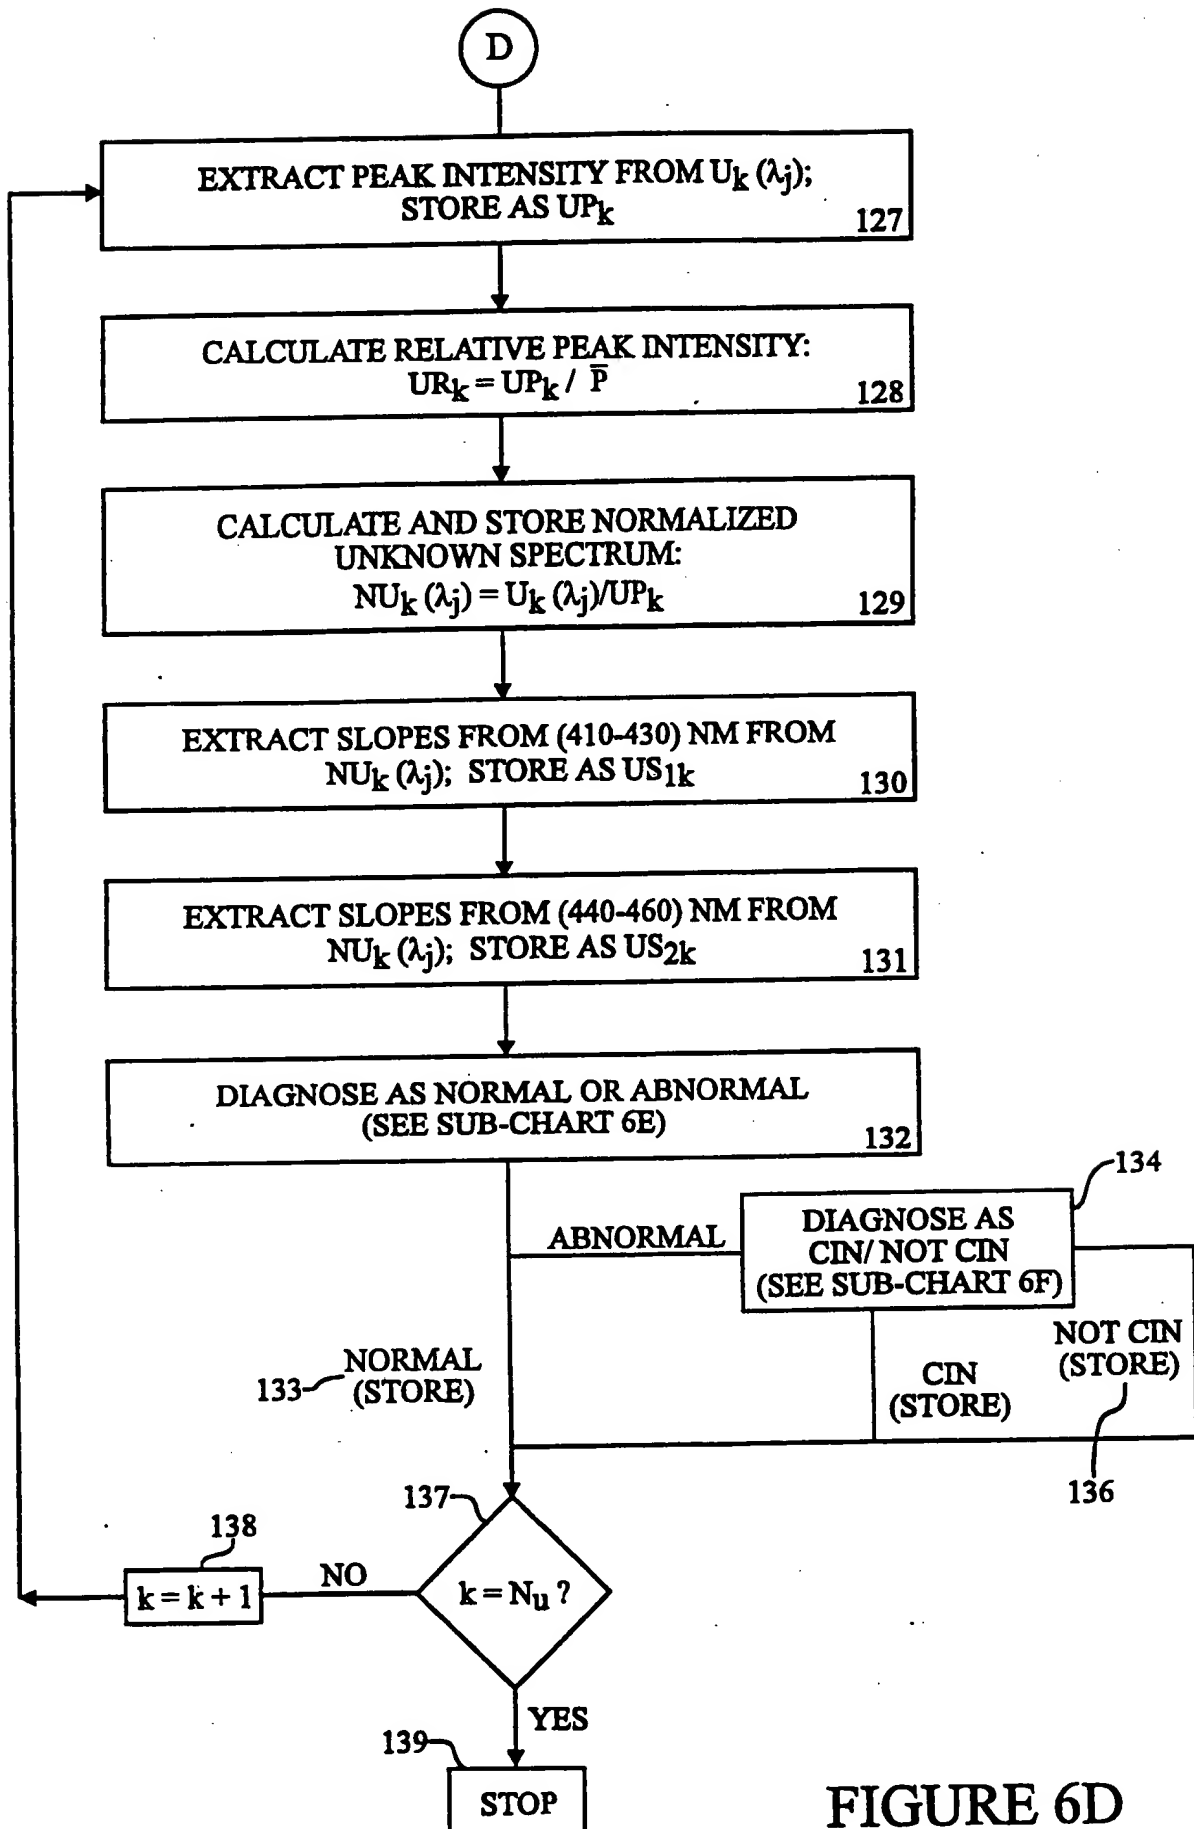 D
EXTRACT PEAK INTENSITY FROM Uk (λj);
STORE AS UPk
127
CALCULATE RELATIVE PEAK INTENSITY:
URk = UPk / P̅
128
CALCULATE AND STORE NORMALIZED
UNKNOWN SPECTRUM:
NUk (λj) = Uk (λj)/UPk
129
EXTRACT SLOPES FROM (410-430) NM FROM
NUk (λj); STORE AS US1k
130
EXTRACT SLOPES FROM (440-460) NM FROM
NUk (λj); STORE AS US2k
131
DIAGNOSE AS NORMAL OR ABNORMAL
(SEE SUB-CHART 6E)
132
134
ABNORMAL
DIAGNOSE AS
CIN/ NOT CIN
(SEE SUB-CHART 6F)
NOT CIN
(STORE)
136
CIN
(STORE)
NORMAL
(STORE)
133
137
k = Nu ?
NO
138
k = k + 1
YES
139
STOP
FIGURE 6D